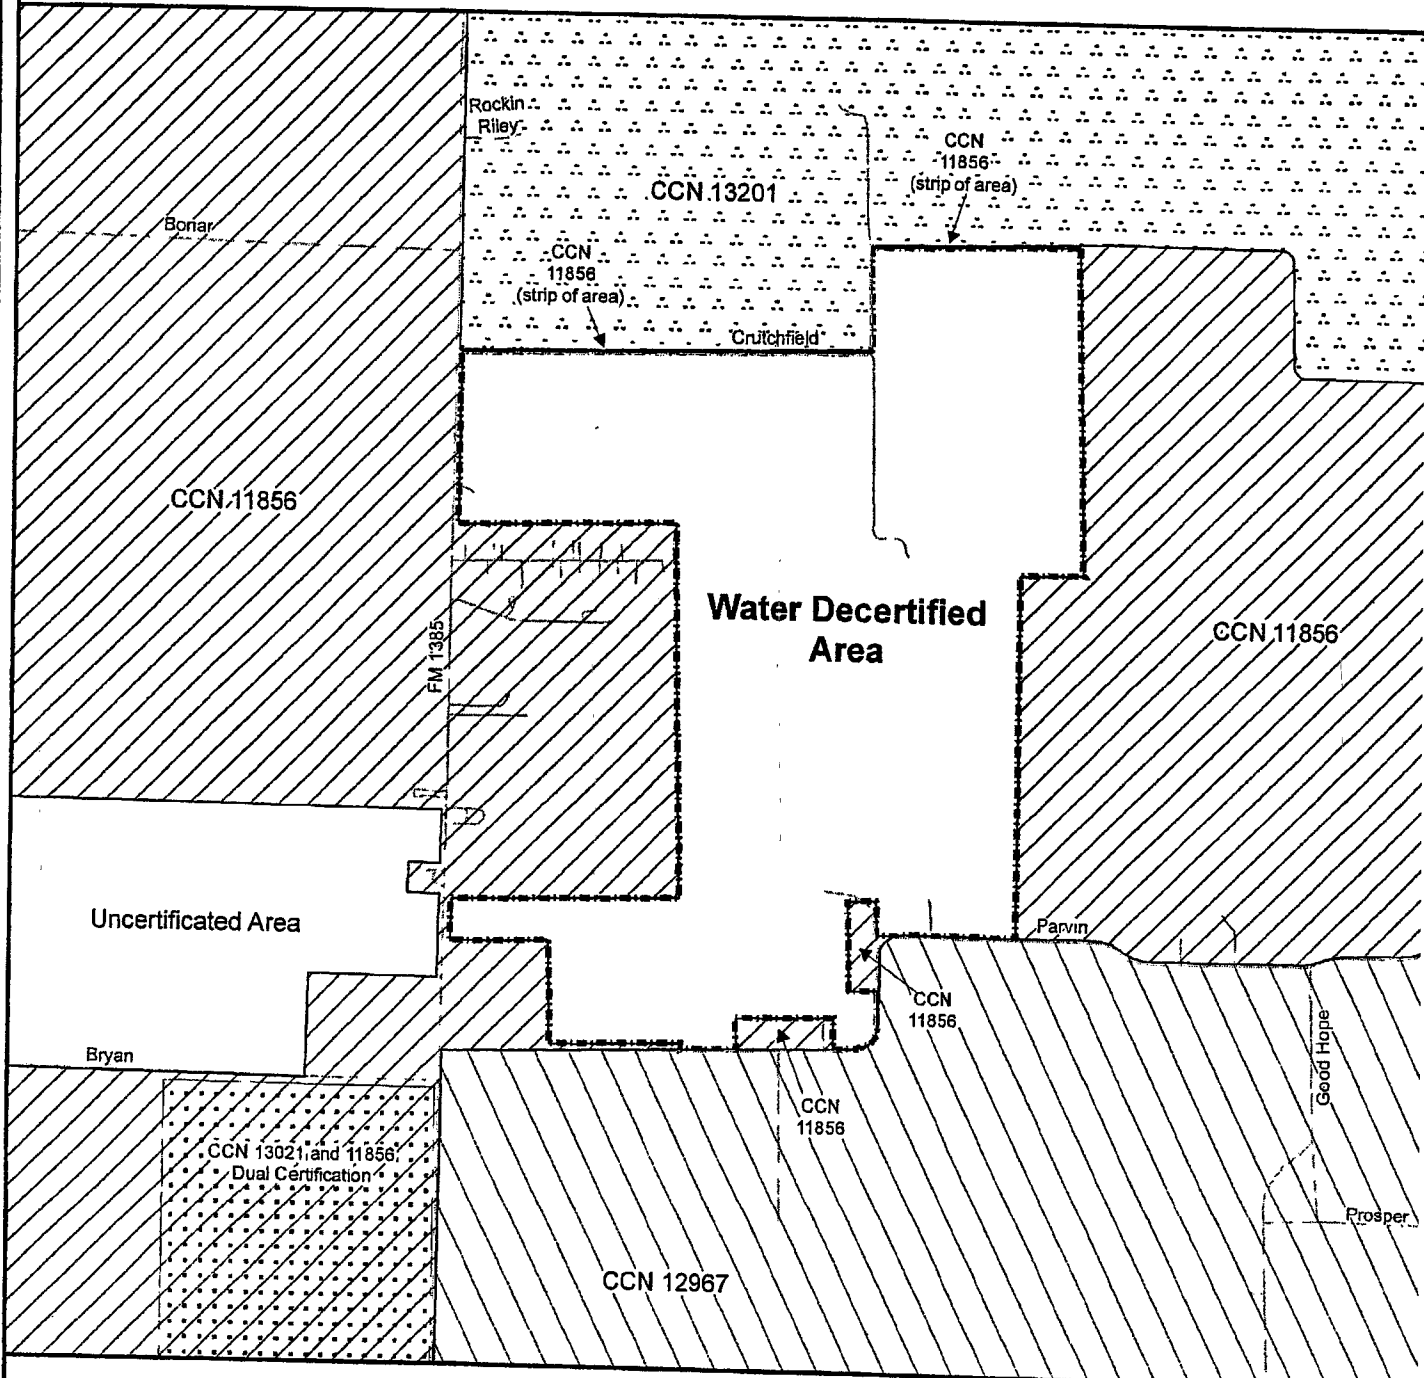 Rockin
Riley
CCN
11856
(strip of area)
CCN 13201
Bonar
CCN
11856
(strip of area)
Crutchfield
CCN 11856
Water Decertified
Area
CCN 11856
FM 1385
Uncertificated Area
Parvin
CCN
11856
Good Hope
Bryan
CCN
11856
CCN 13021 and 11856
Dual Certification
Prosper
CCN 12967